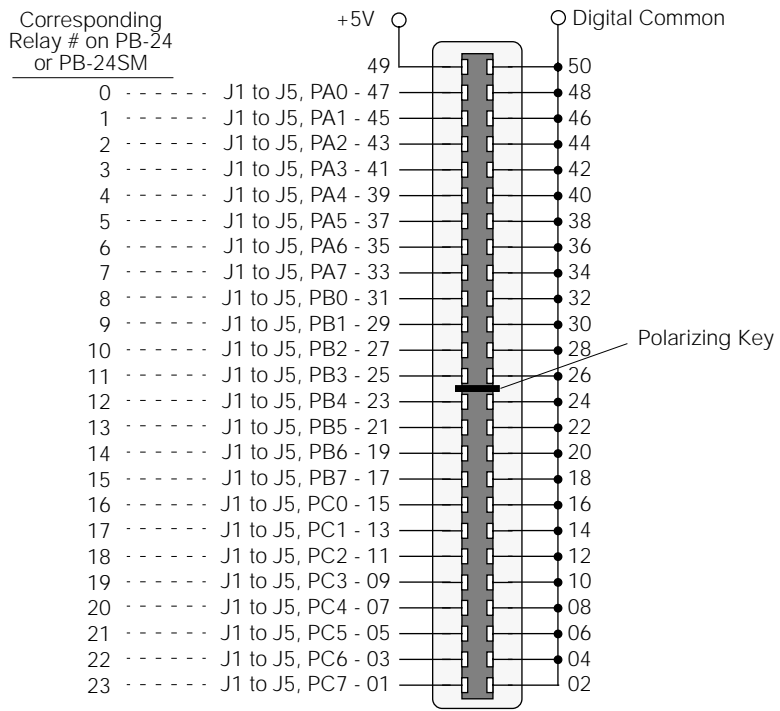 Corresponding
Relay # on PB-24
or PB-24SM
+5V
Digital Common
49 50
0 - - - - - - J1 to J5, PA0 - 47 48
1 - - - - - - J1 to J5, PA1 - 45 46
2 - - - - - - J1 to J5, PA2 - 43 44
3 - - - - - - J1 to J5, PA3 - 41 42
4 - - - - - - J1 to J5, PA4 - 39 40
5 - - - - - - J1 to J5, PA5 - 37 38
6 - - - - - - J1 to J5, PA6 - 35 36
7 - - - - - - J1 to J5, PA7 - 33 34
8 - - - - - - J1 to J5, PB0 - 31 32
9 - - - - - - J1 to J5, PB1 - 29 30
10 - - - - - - J1 to J5, PB2 - 27 28
Polarizing Key
11 - - - - - - J1 to J5, PB3 - 25 26
12 - - - - - - J1 to J5, PB4 - 23 24
13 - - - - - - J1 to J5, PB5 - 21 22
14 - - - - - - J1 to J5, PB6 - 19 20
15 - - - - - - J1 to J5, PB7 - 17 18
16 - - - - - - J1 to J5, PC0 - 15 16
17 - - - - - - J1 to J5, PC1 - 13 14
18 - - - - - - J1 to J5, PC2 - 11 12
19 - - - - - - J1 to J5, PC3 - 09 10
20 - - - - - - J1 to J5, PC4 - 07 08
21 - - - - - - J1 to J5, PC5 - 05 06
22 - - - - - - J1 to J5, PC6 - 03 04
23 - - - - - - J1 to J5, PC7 - 01 02